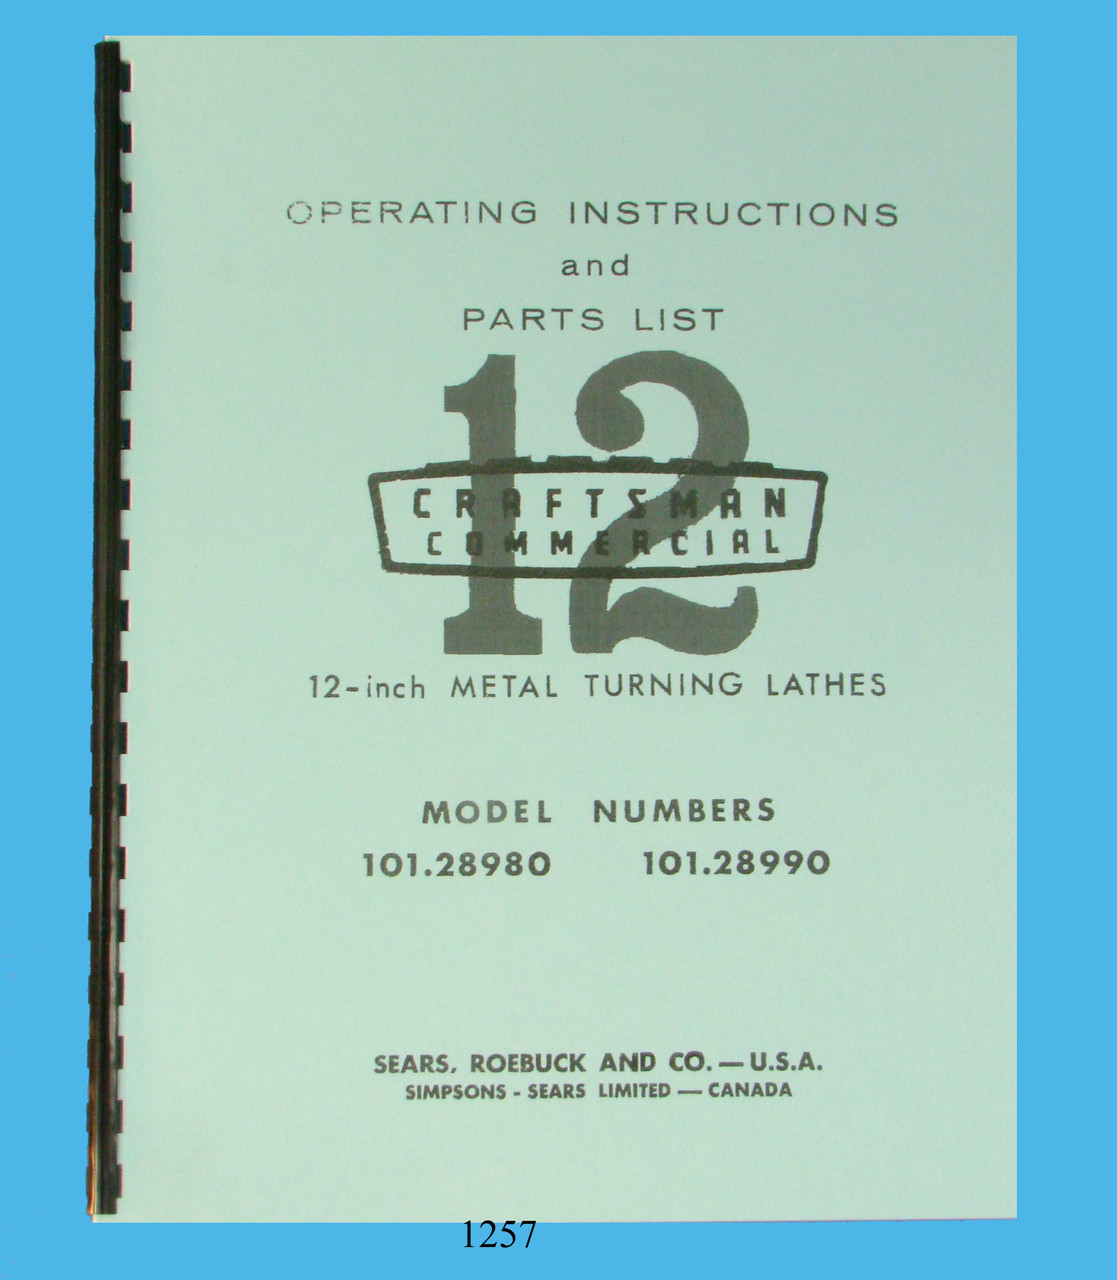 OPERATING INSTRUCTIONS
and
PARTS LIST
12
CRAFTSMAN
COMMERCIAL
12-inch METAL TURNING LATHES
MODEL NUMBERS
101.28980 101.28990
SEARS, ROEBUCK AND CO. — U.S.A.
SIMPSONS - SEARS LIMITED — CANADA
1257